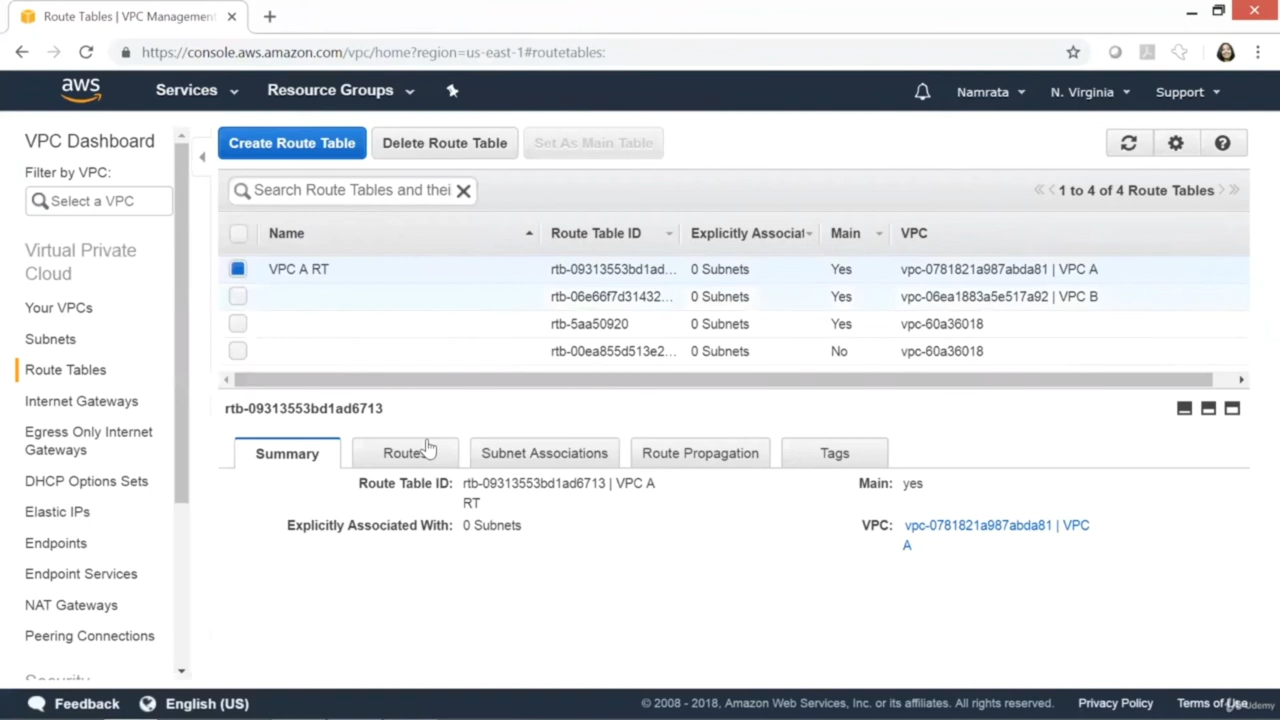 Route Tables | VPC Management
https://console.aws.amazon.com/vpc/home?region=us-east-1#routetables:
aws
Services
Resource Groups
Namrata
N. Virginia
Support
VPC Dashboard
Filter by VPC:
Select a VPC
Virtual Private
Cloud
Your VPCs
Subnets
Route Tables
Internet Gateways
Egress Only Internet
Gateways
DHCP Options Sets
Elastic IPs
Endpoints
Endpoint Services
NAT Gateways
Peering Connections
Security
Create Route Table
Delete Route Table
Set As Main Table
Search Route Tables and thei
1 to 4 of 4 Route Tables
Name Route Table ID Explicitly Associat Main VPC
VPC A RT rtb-09313553bd1ad... 0 Subnets Yes vpc-0781821a987abda81 | VPC A
rtb-06e66f7d31432... 0 Subnets Yes vpc-06ea1883a5e517a92 | VPC B
rtb-5aa50920 0 Subnets Yes vpc-60a36018
rtb-00ea855d513e2... 0 Subnets No vpc-60a36018
rtb-09313553bd1ad6713
Summary
Routes
Subnet Associations
Route Propagation
Tags
Route Table ID: rtb-09313553bd1ad6713 | VPC A
RT
Explicitly Associated With: 0 Subnets
Main: yes
VPC: vpc-0781821a987abda81 | VPC
A
Feedback
English (US)
© 2008 - 2018, Amazon Web Services, Inc. or its affiliates. All rights reserved.
Privacy Policy
Terms of Use
Udemy